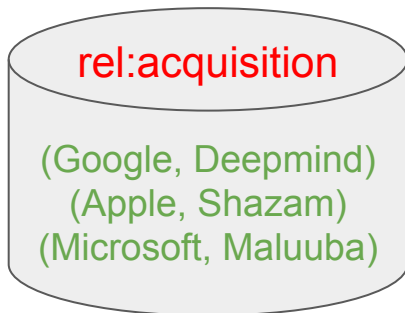 rel:acquisition
(Google, Deepmind)
(Apple, Shazam)
(Microsoft, Maluuba)